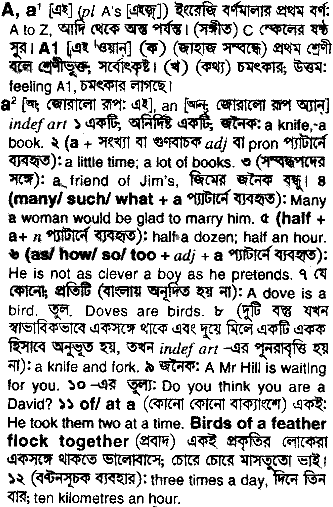 A, a¹ [এই] (pl A's [এইজ়]) ইংরেজি বর্ণমালার প্রথম বর্ণ:
A to Z, আদি থেকে অন্ত পর্যন্ত। (সঙ্গীত) C স্কেলের ষষ্ঠ
সুর। A1 [এই 'ওয়ান্] (ক) (জাহাজ সম্বন্ধে) প্রথম শ্রেণী
বলে শ্রেণীভুক্ত, সর্বোৎকৃষ্ট। (খ) (কথ্য) চমৎকার; উত্তম:
feeling A1, চমৎকার লাগছে।
a² [অ; জোরালো রূপ: এই], an [অ্যান্; জোরালো রূপ অ্যান্]
indef art ১ একটি, অনির্দিষ্ট একটি, জনৈক: a knife, a
book. ২ (a + সংখ্যা বা গুণবাচক adj বা pron প্যাটার্নে
ব্যবহৃত): a little time; a lot of books. ৩ (সম্বন্ধপদের
সঙ্গে): a friend of Jim's, জিমের জনৈক বন্ধু। ৪
(many/ such/ what + a প্যাটার্নে ব্যবহৃত): Many
a woman would be glad to marry him. ৫ (half +
a+ n প্যাটার্নে ব্যবহৃত): half a dozen; half an hour.
৬ (as/ how/ so/ too + adj + a প্যাটার্নে ব্যবহৃত):
He is not as clever a boy as he pretends. ৭ যে
কোনো; প্রতিটি (বাংলায় অনূদিত হয় না): A dove is a
bird, তুল. Doves are birds. ৮ (দুটি বস্তু যখন
স্বাভাবিকভাবে একসঙ্গে থাকে এবং দুয়ে মিলে একটি একক
হিসাবে অনুভূত হয়, তখন indef art -এর পুনরাবৃত্তি হয়
না): a knife and fork. ৯ জনৈক: A Mr Hill is waiting
for you. ১০ -এর তুল্য: Do you think you are a
David? ১১ of/ at a (কোনো কোনো বাক্যাংশে) একই:
He took them two at a time. Birds of a feather
flock together (প্রবাদ) একই প্রকৃতির লোকেরা
একসঙ্গে থাকতে ভালোবাসে; চোরে চোরে মাসতুতো ভাই।
১২ (বণ্টনসূচক ব্যবহার): three times a day, দিনে তিন
বার; ten kilometres an hour.